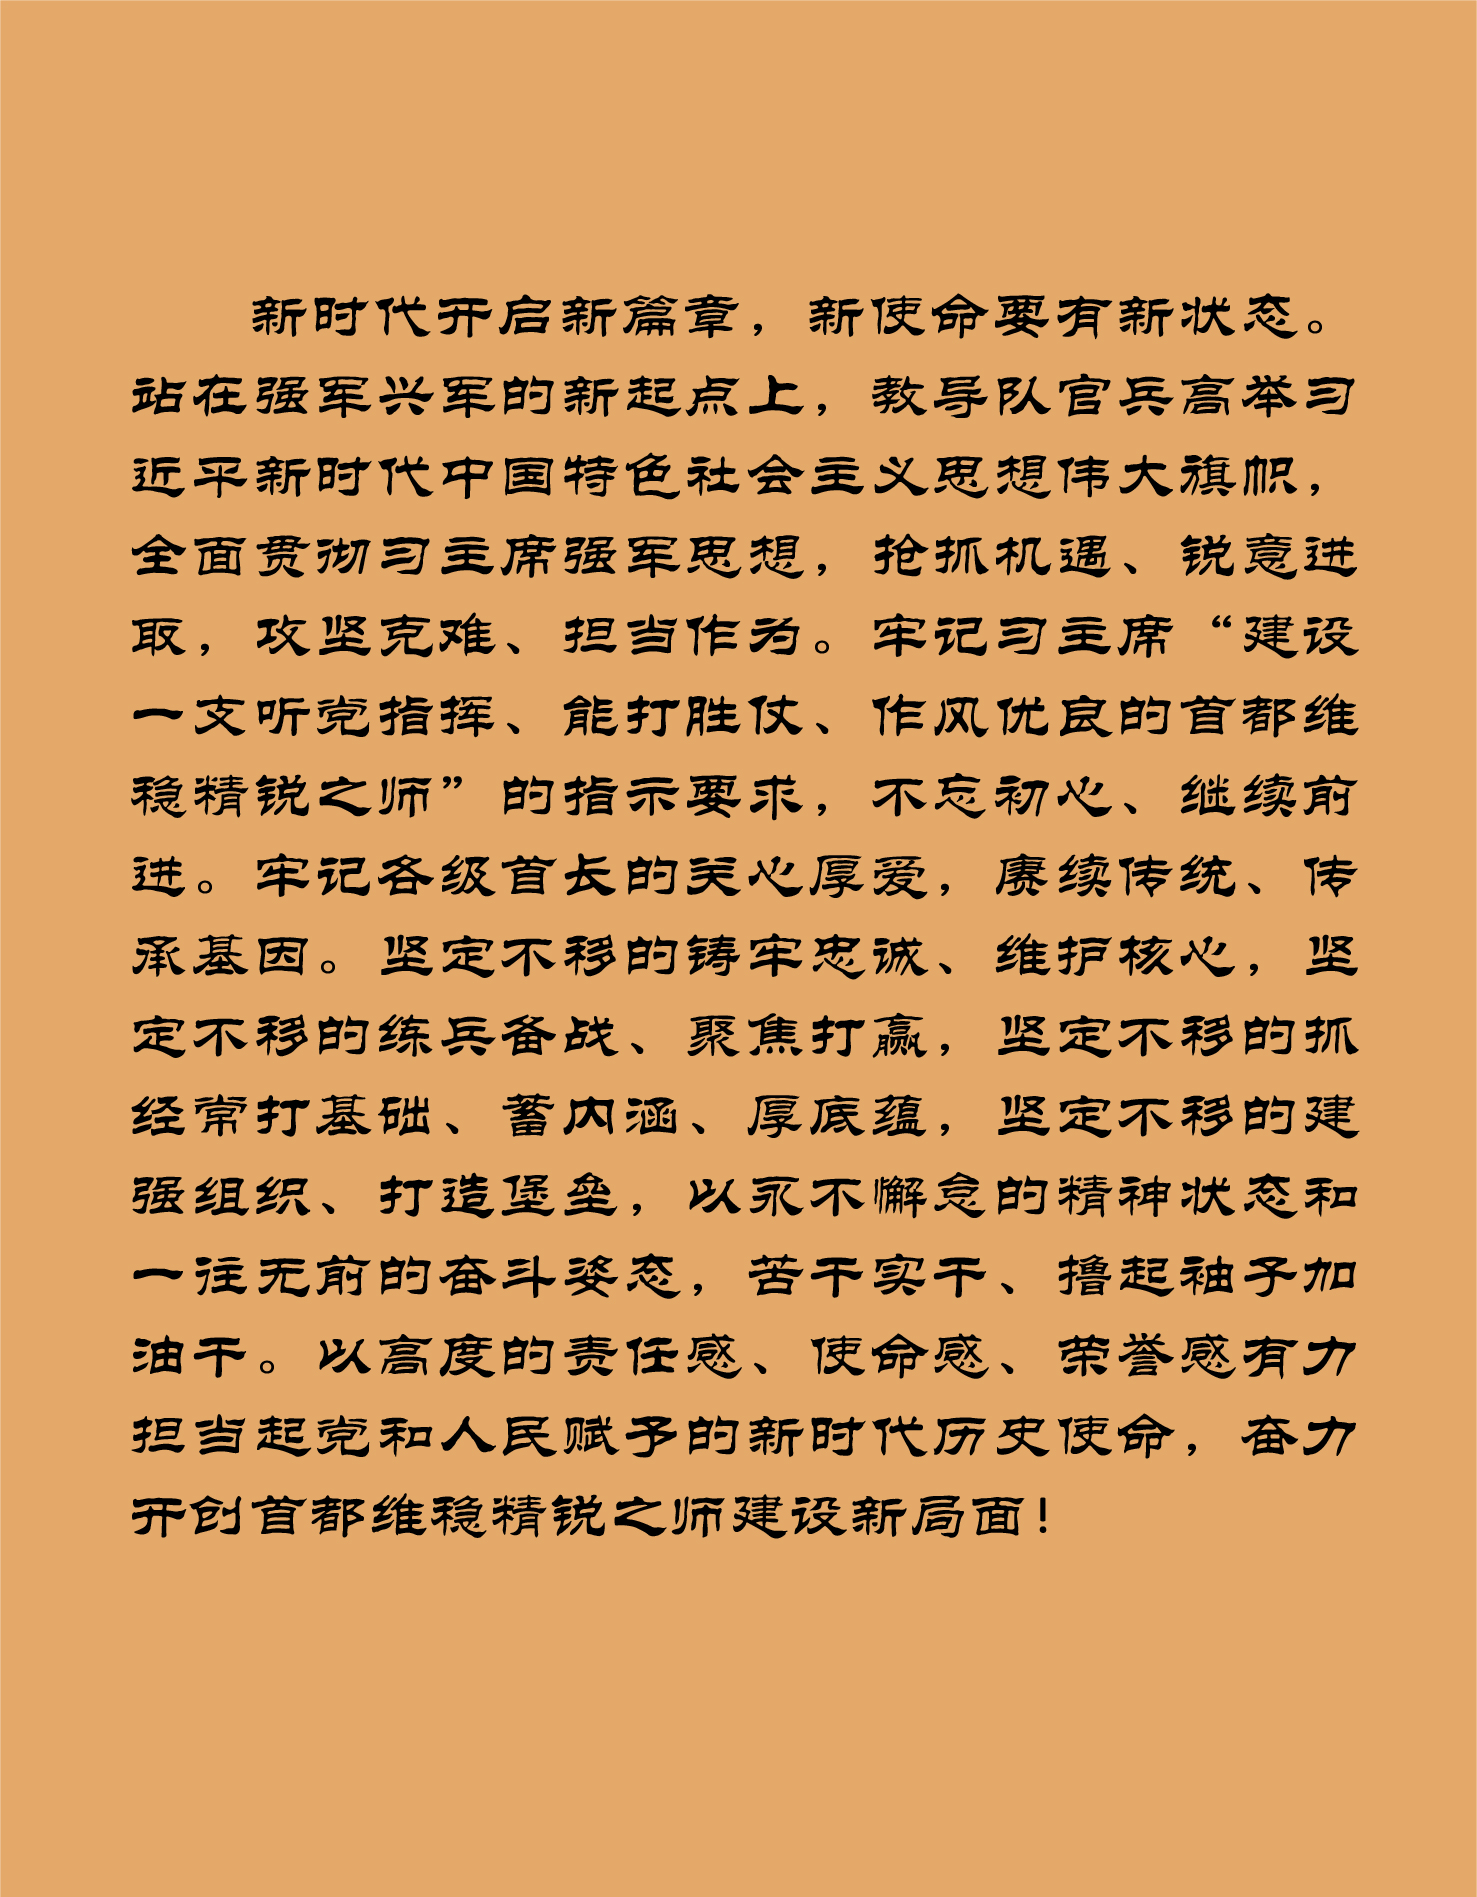 新时代开启新篇章，新使命要有新状态。
站在强军兴军的新起点上，教导队官兵高举习
近平新时代中国特色社会主义思想伟大旗帜，
全面贯彻习主席强军思想，抢抓机遇、锐意进
取，攻坚克难、担当作为。牢记习主席“建设
一支听党指挥、能打胜仗、作风优良的首都维
稳精锐之师”的指示要求，不忘初心、继续前
进。牢记各级首长的关心厚爱，赓续传统、传
承基因。坚定不移的铸牢忠诚、维护核心，坚
定不移的练兵备战、聚焦打赢，坚定不移的抓
经常打基础、蓄内涵、厚底蕴，坚定不移的建
强组织、打造堡垒，以永不懈怠的精神状态和
一往无前的奋斗姿态，苦干实干、撸起袖子加
油干。以高度的责任感、使命感、荣誉感有力
担当起党和人民赋予的新时代历史使命，奋力
开创首都维稳精锐之师建设新局面！